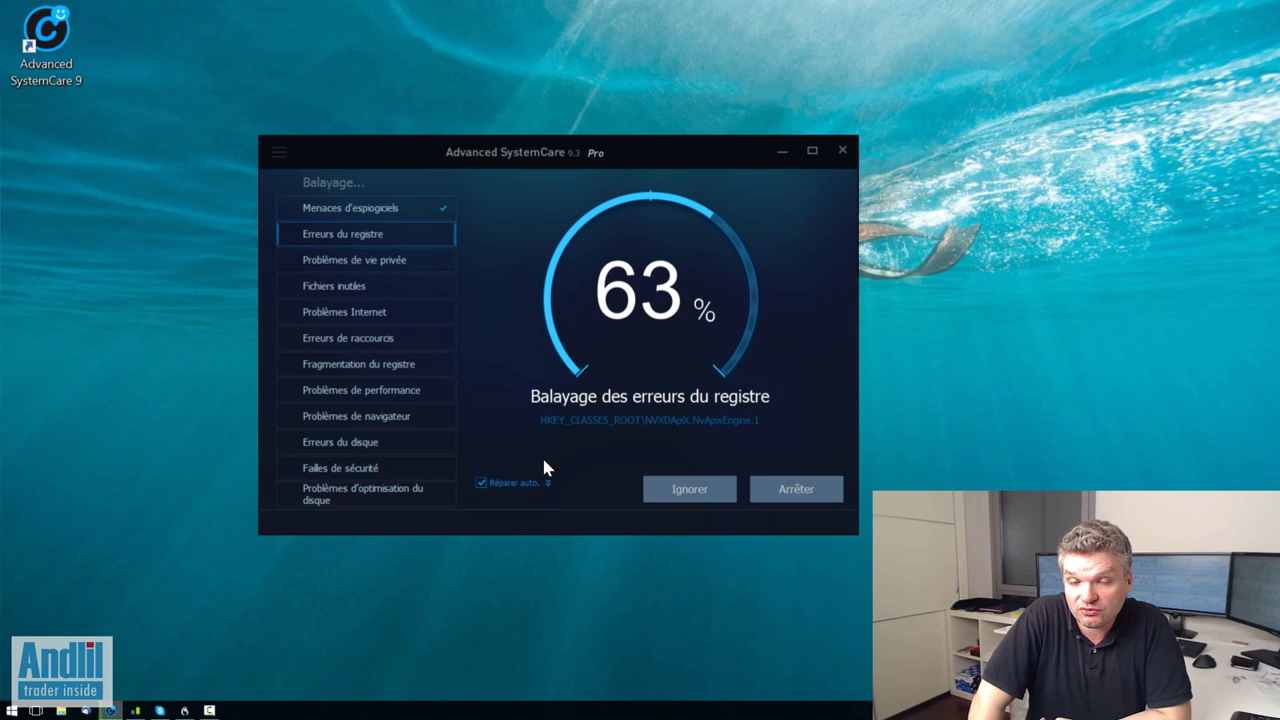 Advanced
SystemCare 9
Advanced SystemCare 9.3 Pro
Balayage...
Menaces d'espiogiciels
Erreurs du registre
Problèmes de vie privée
Fichiers inutiles
Problèmes Internet
Erreurs de raccourcis
Fragmentation du registre
Problèmes de performance
Problèmes de navigateur
Erreurs du disque
Failles de sécurité
Problèmes d'optimisation du
disque
63 %
Balayage des erreurs du registre
HKEY_CLASSES_ROOT\NVXDApiX.NvApixEngine.1
Réparer auto.
Ignorer
Arrêter
Andlil
trader inside